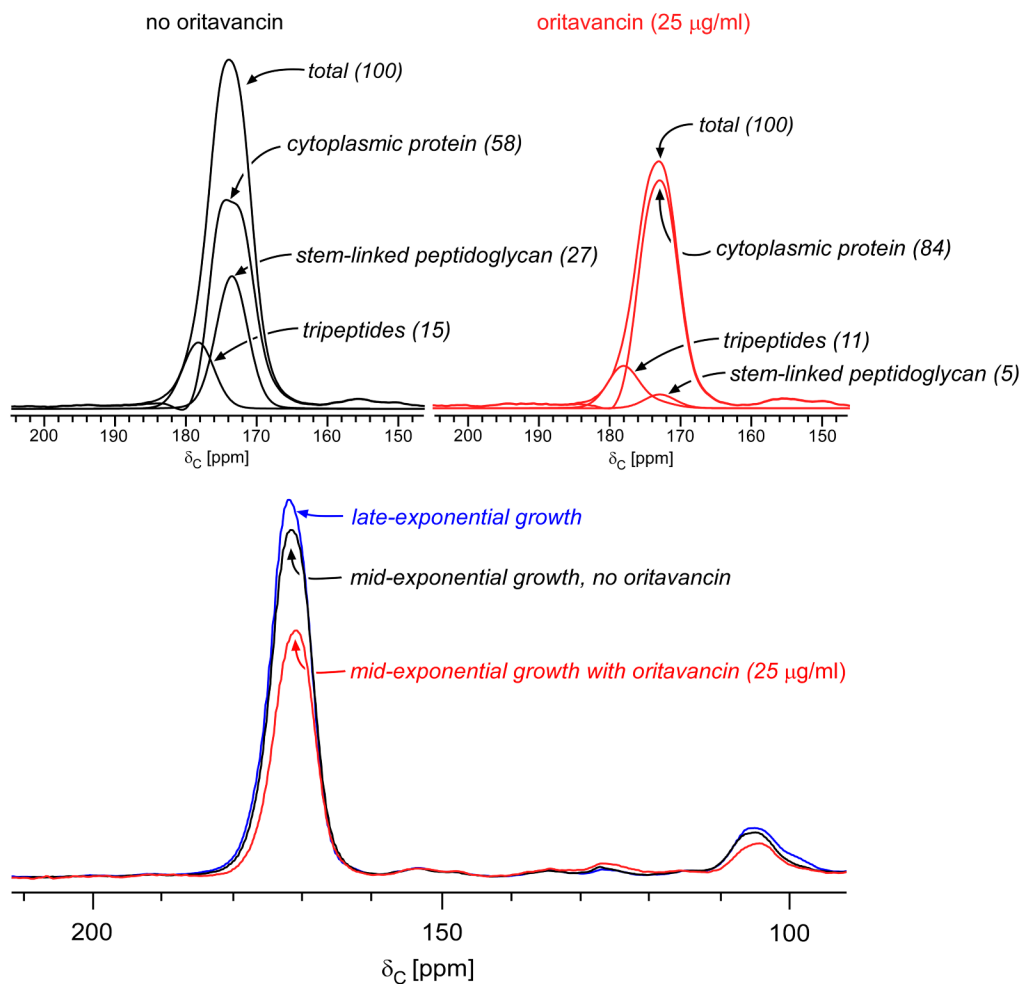 no oritavancin
oritavancin (25 μg/ml)
total (100)
cytoplasmic protein (58)
stem-linked peptidoglycan (27)
tripeptides (15)
total (100)
cytoplasmic protein (84)
tripeptides (11)
stem-linked peptidoglycan (5)
200 190 180 170 160 150
δC [ppm]
200 190 180 170 160 150
δC [ppm]
late-exponential growth
mid-exponential growth, no oritavancin
mid-exponential growth with oritavancin (25 μg/ml)
200 150 100
δC [ppm]